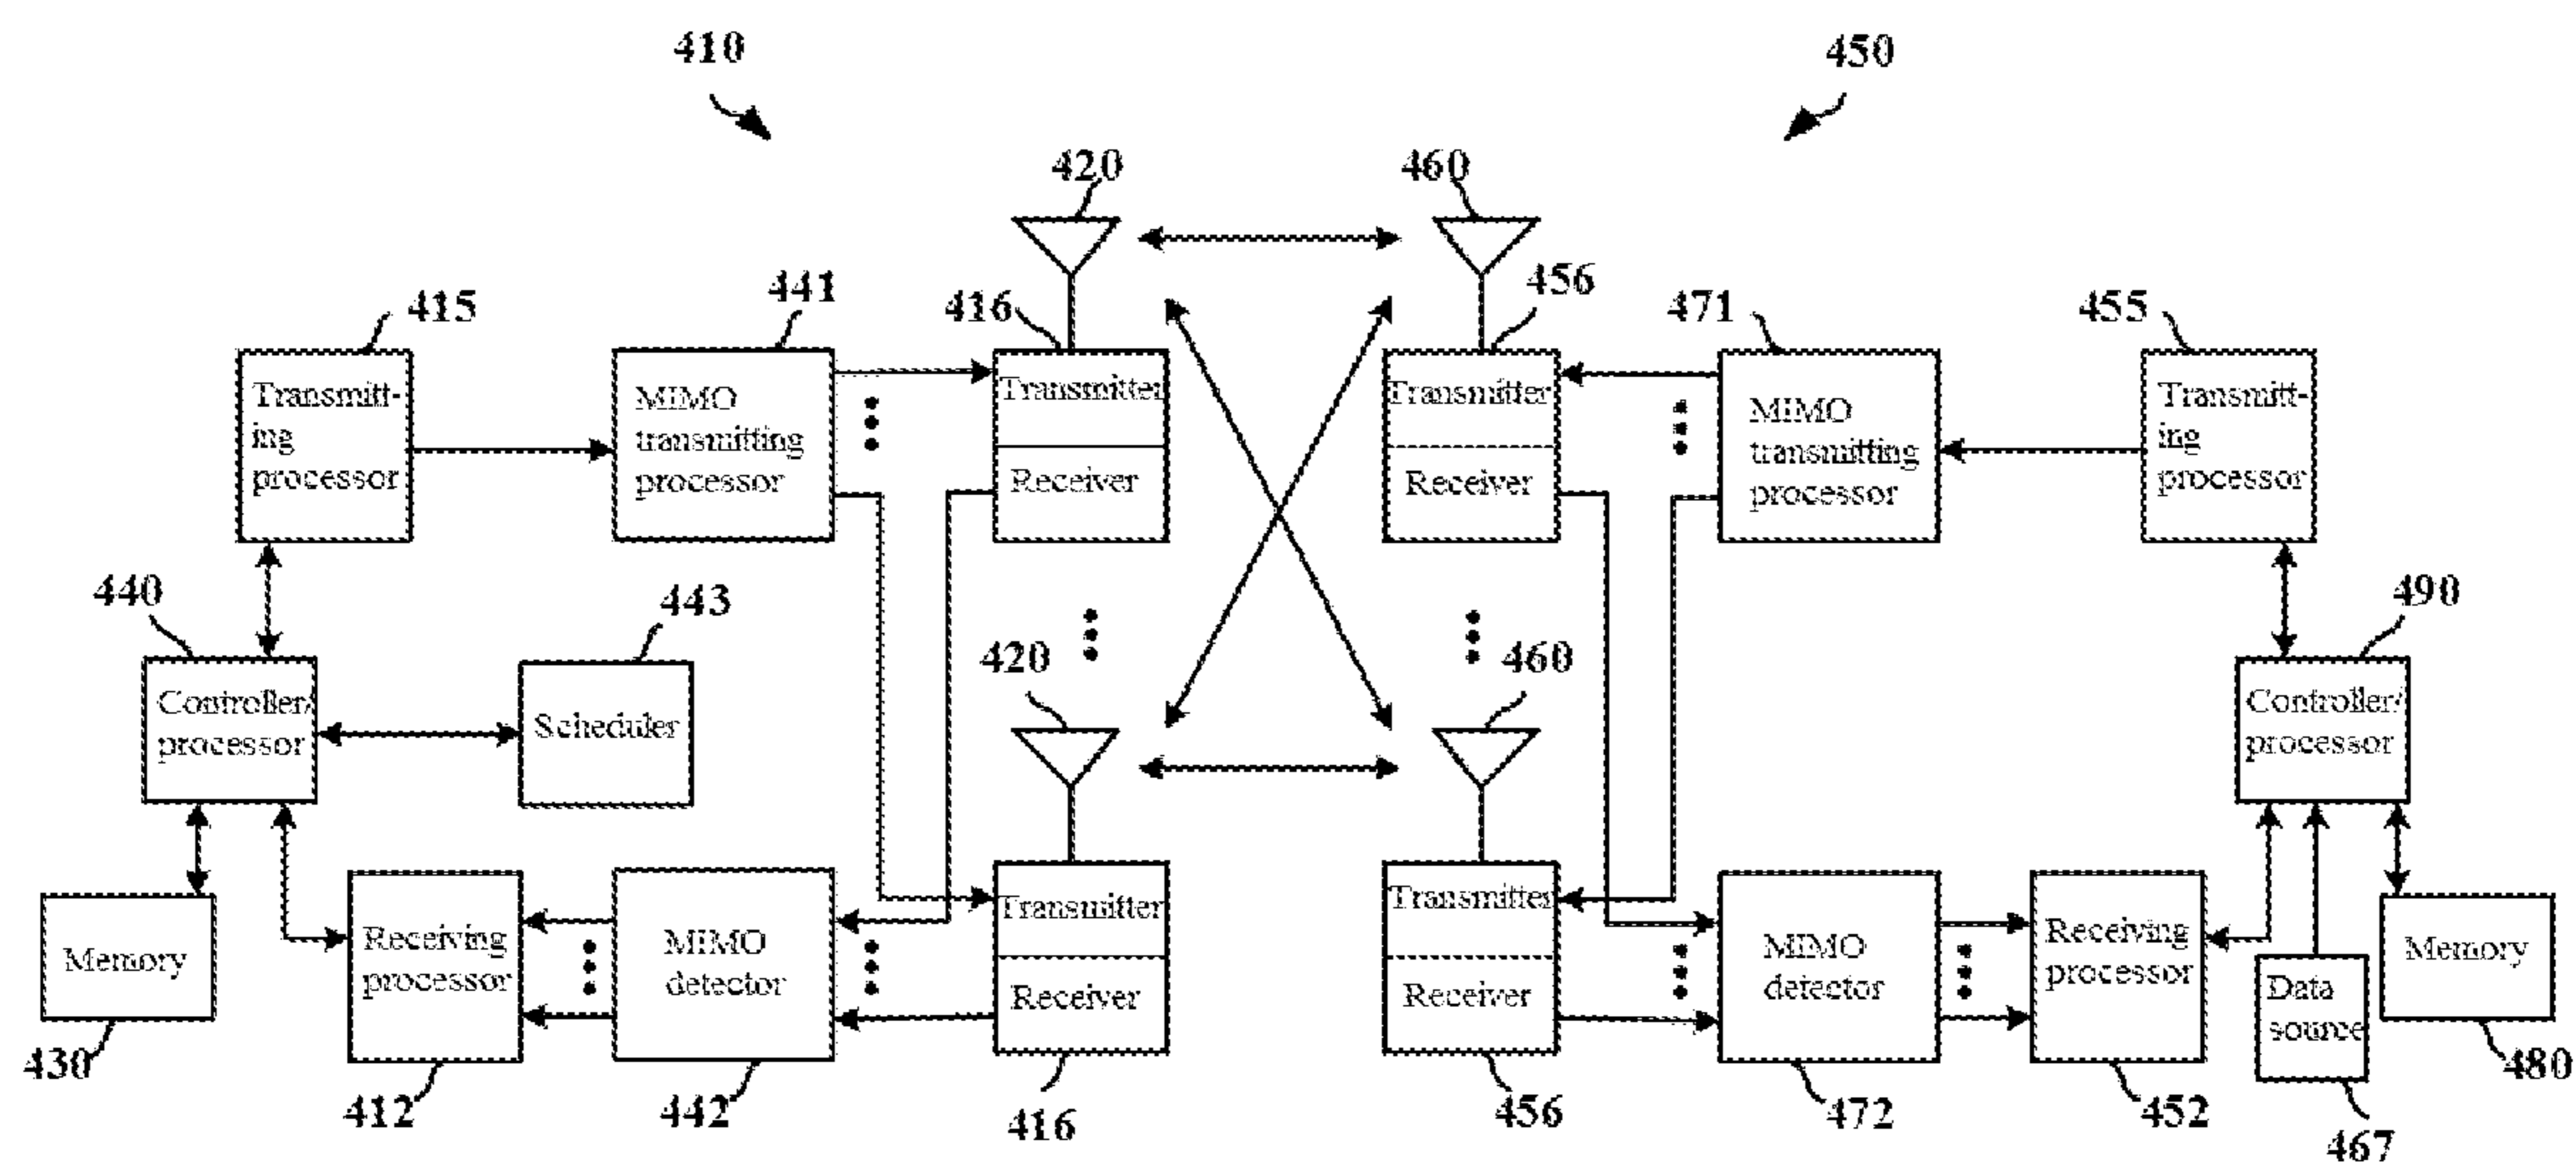 410
450
420
460
441
456
415
416
471
455
Transmitt-
ing
processor
MIMO
transmitting
processor
Transmitter
Receiver
Transmitter
Receiver
MIMO
transmitting
processor
Transmitt-
ing
processor
440
443
490
420
460
Controller/
processor
Scheduler
Controller/
processor
Memory
Receiving
processor
MIMO
detector
Transmitter
Receiver
Transmitter
Receiver
MIMO
detector
Receiving
processor
Data
source
Memory
430
412
442
416
456
472
452
467
480